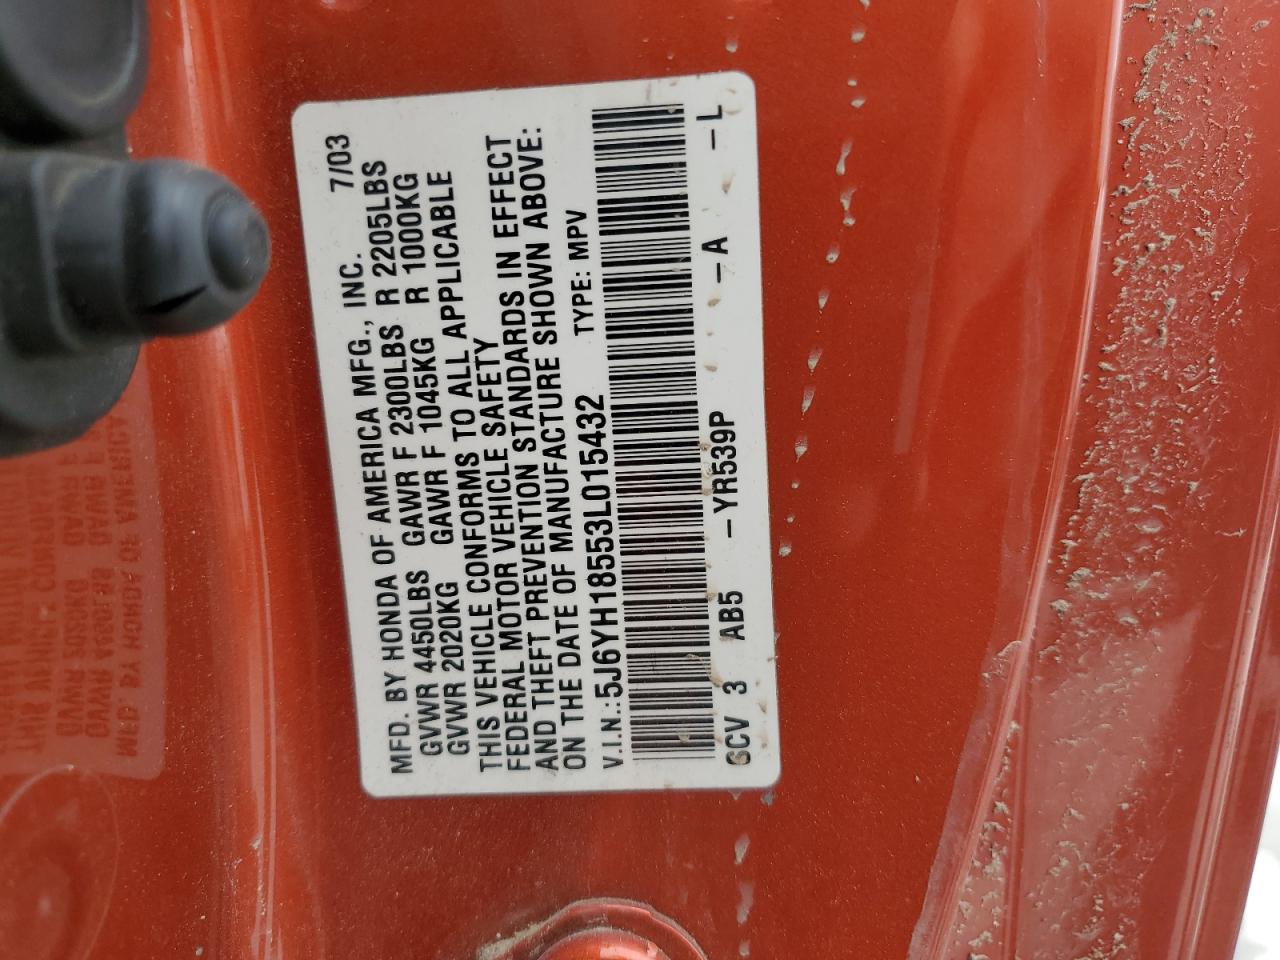 MFD. BY HONDA OF AMERICA MFG., INC. 7/03
GVWR 4450LBS GAWR F 2300LBS R 2205LBS
GVWR 2020KG GAWR F 1045KG R 1000KG
THIS VEHICLE CONFORMS TO ALL APPLICABLE
FEDERAL MOTOR VEHICLE SAFETY
AND THEFT PREVENTION STANDARDS IN EFFECT
ON THE DATE OF MANUFACTURE SHOWN ABOVE:
V.I.N.:5J6YH18553L015432 TYPE: MPV
SCV 3 AB5 -YR539P -A -L